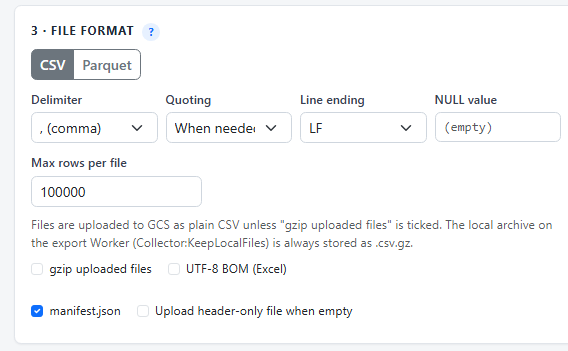 3 · FILE FORMAT ?
CSV Parquet
Delimiter Quoting Line ending NULL value
, (comma) When needed LF (empty)
Max rows per file
100000
Files are uploaded to GCS as plain CSV unless "gzip uploaded files" is ticked. The local archive on
the export Worker (Collector:KeepLocalFiles) is always stored as .csv.gz.
gzip uploaded files UTF-8 BOM (Excel)
manifest.json Upload header-only file when empty